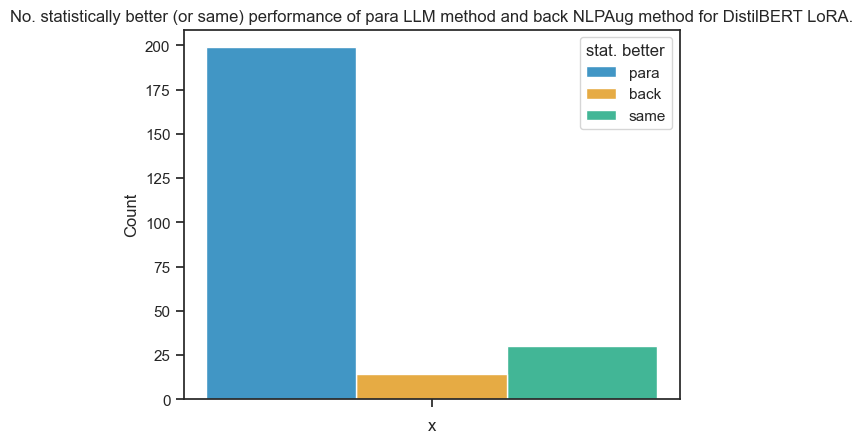 No. statistically better (or same) performance of para LLM method and back NLPAug method for DistilBERT LoRA.
200
175
150
125
100
75
50
25
0
Count
x
stat. better
para
back
same